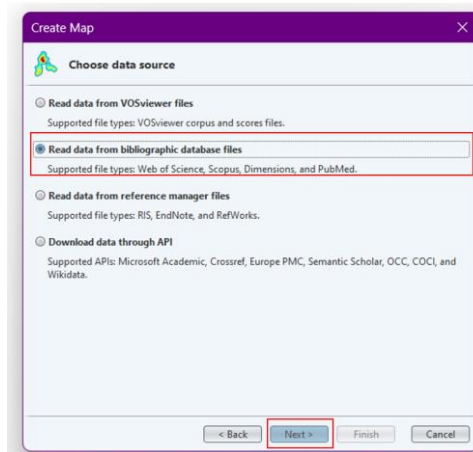 Create Map
Choose data source
Read data from VOSviewer files
Supported file types: VOSviewer corpus and scores files.
Read data from bibliographic database files
Supported file types: Web of Science, Scopus, Dimensions, and PubMed.
Read data from reference manager files
Supported file types: RIS, EndNote, and RefWorks.
Download data through API
Supported APIs: Microsoft Academic, Crossref, Europe PMC, Semantic Scholar, OCC, COCI, and
Wikidata.
< Back Next > Finish Cancel